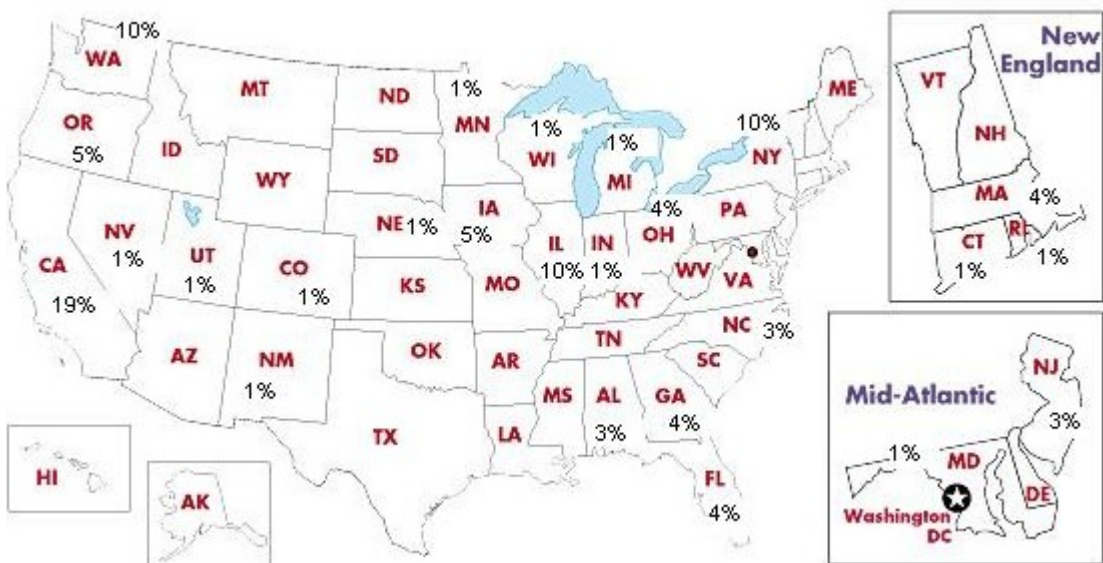 10%
WA
MT
ND
1%
MN
ME
OR
5%
ID
SD
1%
WI
1%
MI
10%
NY
WY
NE 1%
IA
5%
4%
OH
PA
NV
1%
UT
1%
CO
1%
IL
10%
IN
1%
WV
VA
CA
19%
KS
MO
KY
NC
3%
AZ
NM
1%
OK
AR
TN
SC
TX
LA
MS
AL
3%
GA
4%
FL
4%
HI
AK
New
England
VT
NH
MA
4%
CT
RI
1%
1%
Mid-Atlantic
NJ
3%
1%
MD
DE
Washington
DC